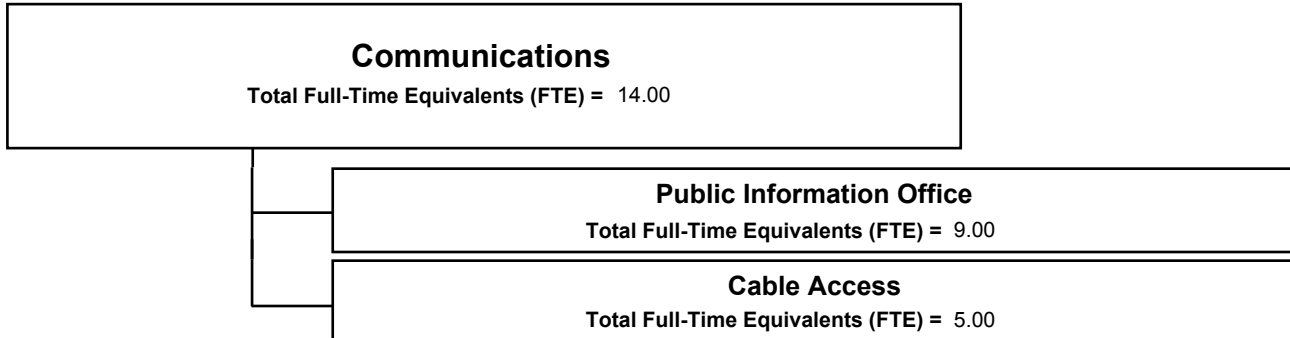 Communications
Total Full-Time Equivalents (FTE) = 14.00
Public Information Office
Total Full-Time Equivalents (FTE) = 9.00
Cable Access
Total Full-Time Equivalents (FTE) = 5.00